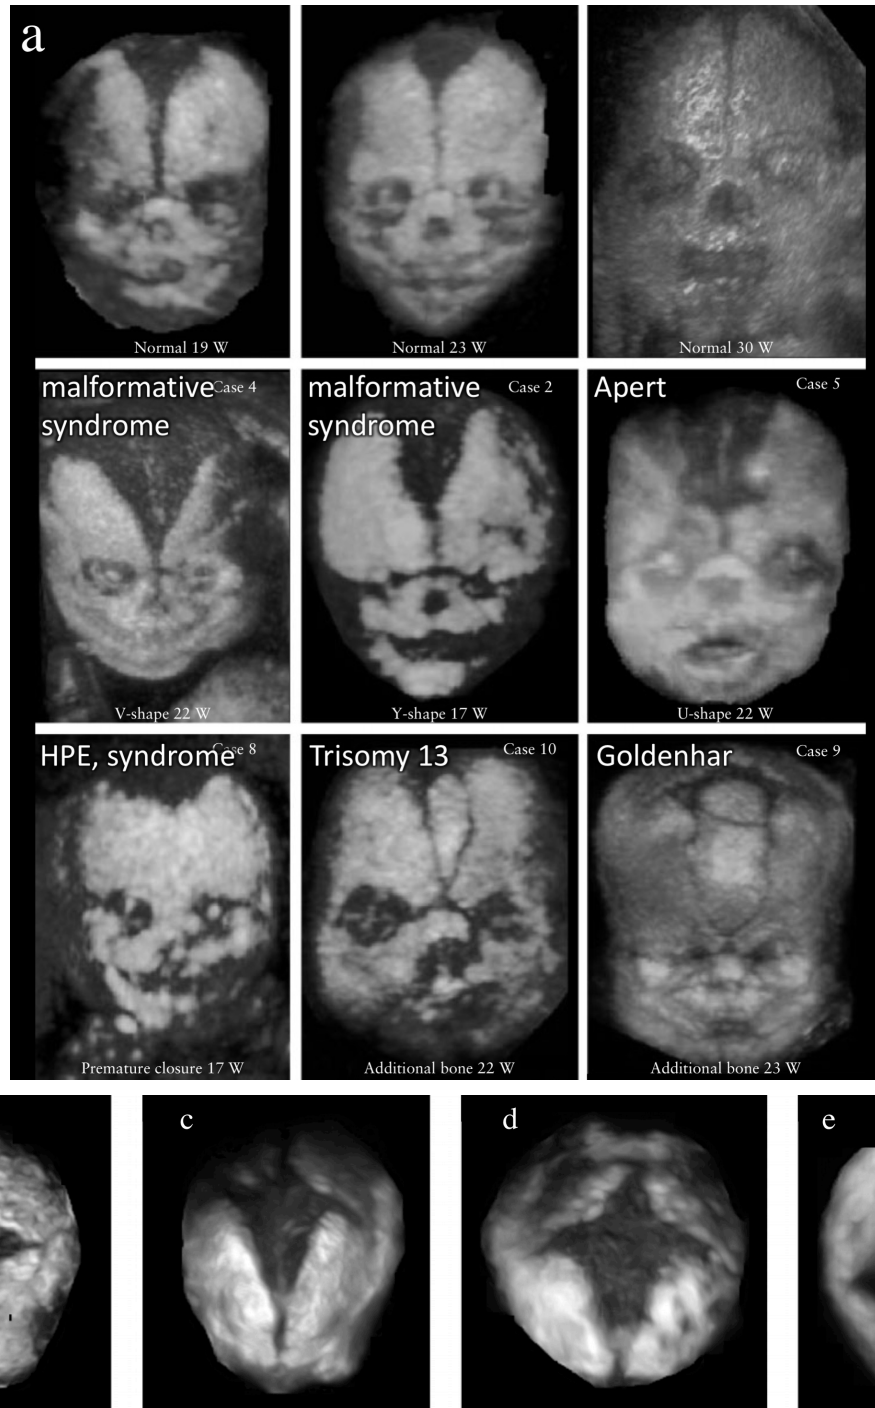 a
Normal 19 W
Normal 23 W
Normal 30 W
malformative
Case 4
syndrome
V-shape 22 W
malformative
Case 2
syndrome
Y-shape 17 W
Apert
Case 5
U-shape 22 W
HPE, syndrome
8
Premature closure 17 W
Trisomy 13
Case 10
Additional bone 22 W
Goldenhar
Case 9
Additional bone 23 W
c
d
e